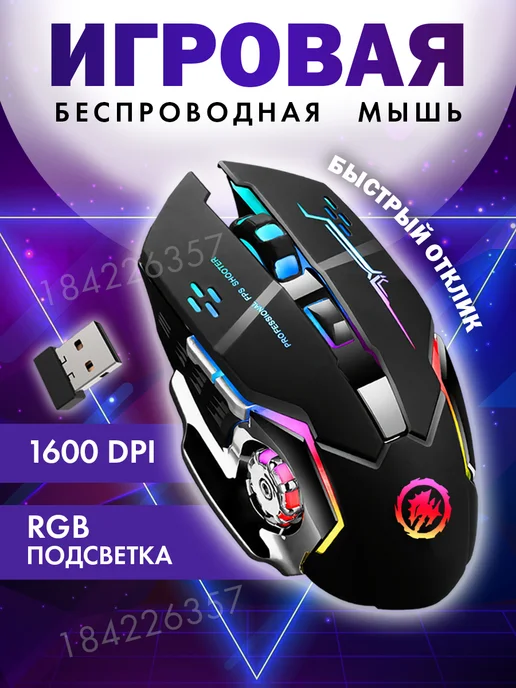 ИГРОВАЯ
БЕСПРОВОДНАЯ МЫШЬ
БЫСТРЫЙ ОТКЛИК
184226357
PROFESSIONAL FPS SHOOTER
1600 DPI
RGB
ПОДСВЕТКА
184226357